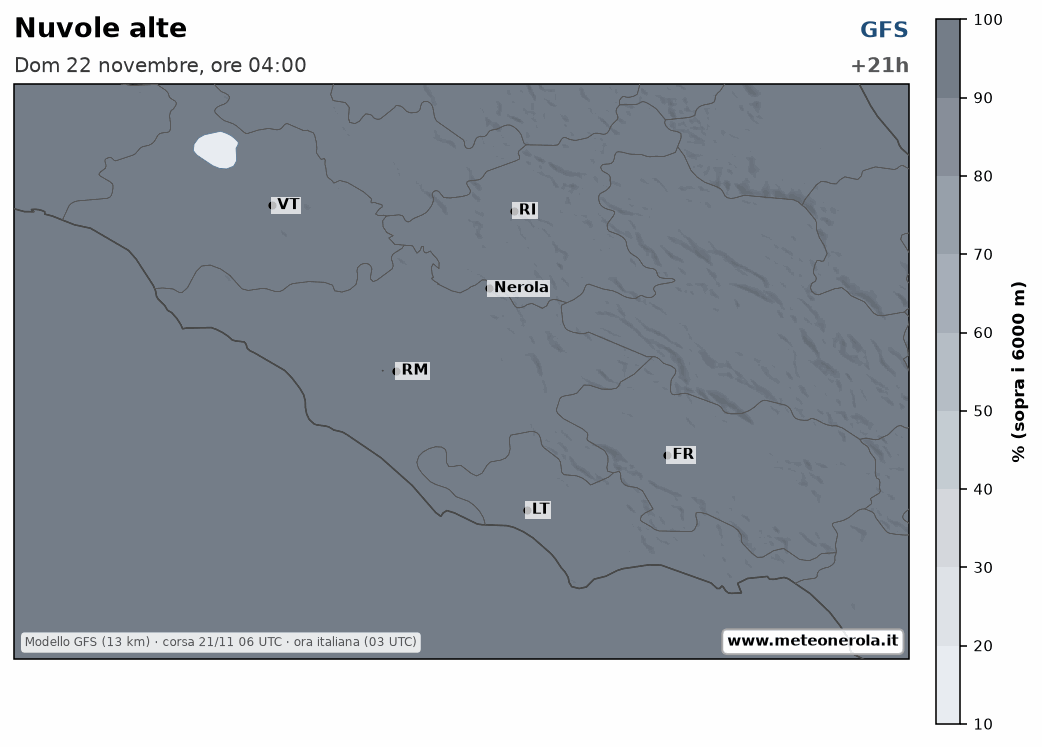 Nuvole alte
GFS
Dom 22 novembre, ore 04:00
+21h
VT
RI
Nerola
RM
FR
LT
Modello GFS (13 km) · corsa 21/11 06 UTC · ora italiana (03 UTC)
www.meteonerola.it
100
90
80
70
60
50
40
30
20
10
% (sopra i 6000 m)